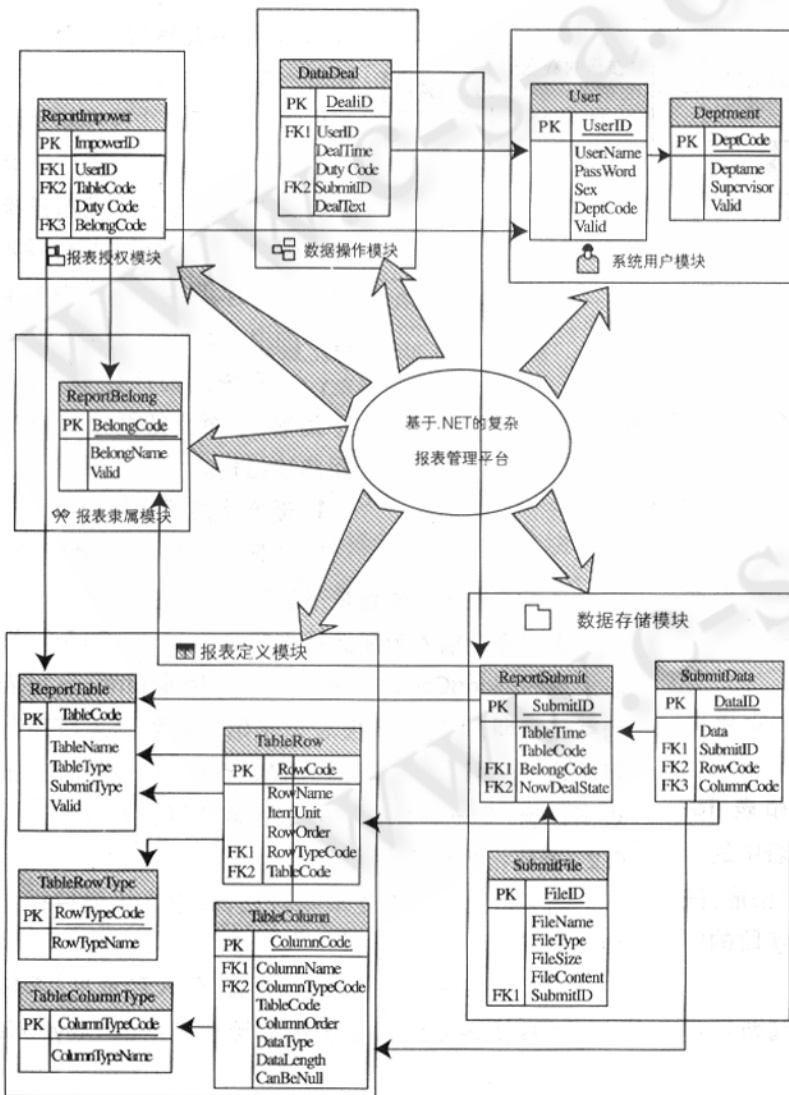 ReportImpower
PK ImpowerID
FK1 UserID
FK2 TableCode
Duty Code
FK3 BelongCode
报表授权模块
DataDeal
PK DealiD
FK1 UserID
DealTime
Duty Code
FK2 SubmitID
DealText
数据操作模块
User
PK UserID
UserName
PassWord
Sex
DeptCode
Valid
Deptment
PK DeptCode
Deptame
Supcrvisor
Valid
系统用户模块
ReportBelong
PK BelongCode
BelongName
Valid
报表隶属模块
基于.NET的复杂
报表管理平台
报表定义模块
ReportTable
PK TableCode
TableName
TableType
SubmitType
Valid
TableRow
PK RowCode
RowName
ItemUnit
RowOrder
FK1 RowTypeCode
FK2 TableCode
TableRowType
PK RowTypeCode
RowTypeName
TableColumn
PK ColumnCode
FK1 ColumnName
FK2 ColumnTypeCode
TableCode
ColumnOrder
DataType
DataLength
CanBeNull
TableColumnType
PK ColumnTypeCode
ColumnTypeName
数据存储模块
ReportSubmit
PK SubmitID
TableTime
TableCode
FK1 BelongCode
FK2 NowDealState
SubmitData
PK DataID
Data
FK1 SubmitID
FK2 RowCode
FK3 ColumnCode
SubmitFile
PK FileID
FileName
FileType
FileSize
FileContent
FK1 SubmitID